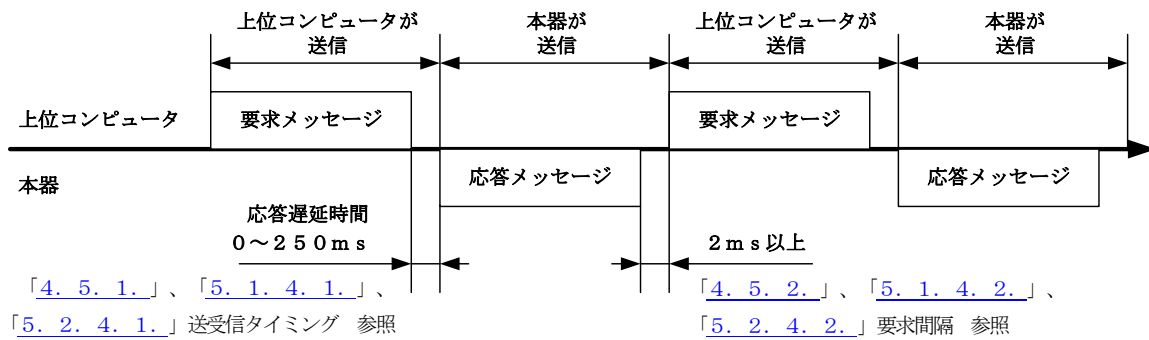 上位コンピュータが
送信
本器が
送信
上位コンピュータが
送信
本器が
送信
上位コンピュータ
要求メッセージ
要求メッセージ
本器
応答メッセージ
応答メッセージ
応答遅延時間
0～250ms
2ms以上
「4. 5. 1. 」、「5. 1. 4. 1. 」、
「5. 2. 4. 1. 」送受信タイミング 参照
「4. 5. 2. 」、「5. 1. 4. 2. 」、
「5. 2. 4. 2. 」要求間隔 参照